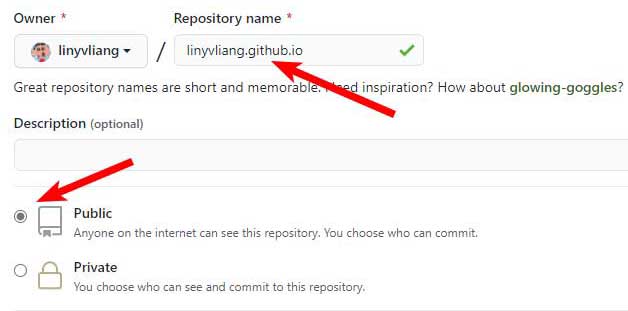 Owner * Repository name *
linyvliang / linyvliang.github.io
Great repository names are short and memorable. Need inspiration? How about glowing-goggles?
Description (optional)
Public
Anyone on the internet can see this repository. You choose who can commit.
Private
You choose who can see and commit to this repository.